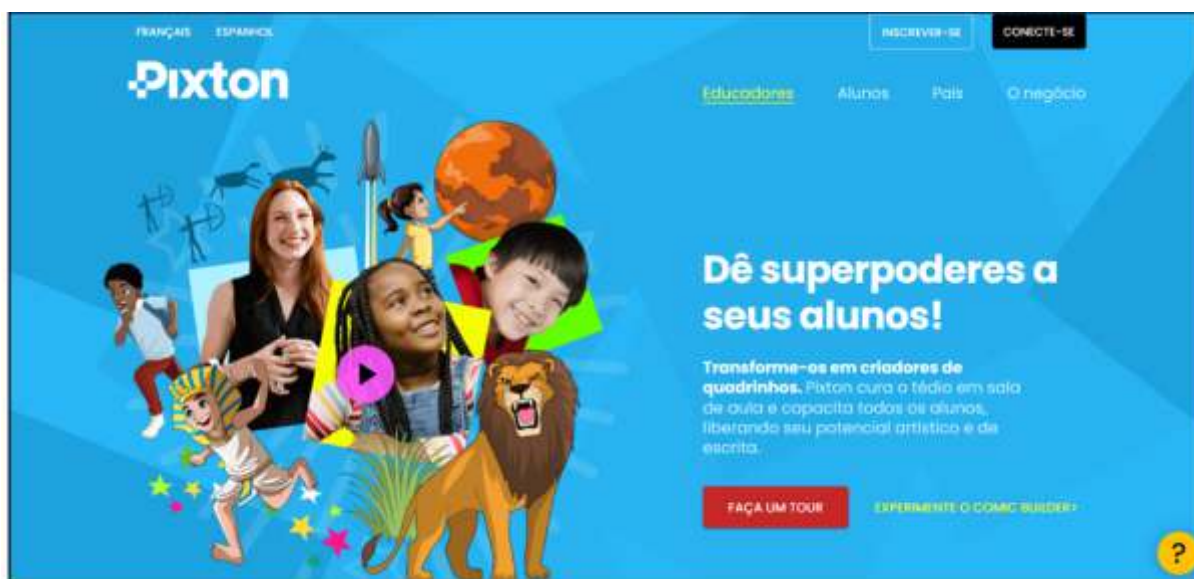 FRANÇAIS ESPANHOL
INSCREVER-SE CONECTE-SE
Pixton
Educadores Alunos Pais O negócio
Dê superpoderes a
seus alunos!
Transforme-os em criadores de
quadrinhos. Pixton cura o tédio em sala
de aula e capacita todos os alunos,
liberando seu potencial artístico e de
escrita.
FAÇA UM TOUR EXPERIMENTE O COMIC BUILDER>
?